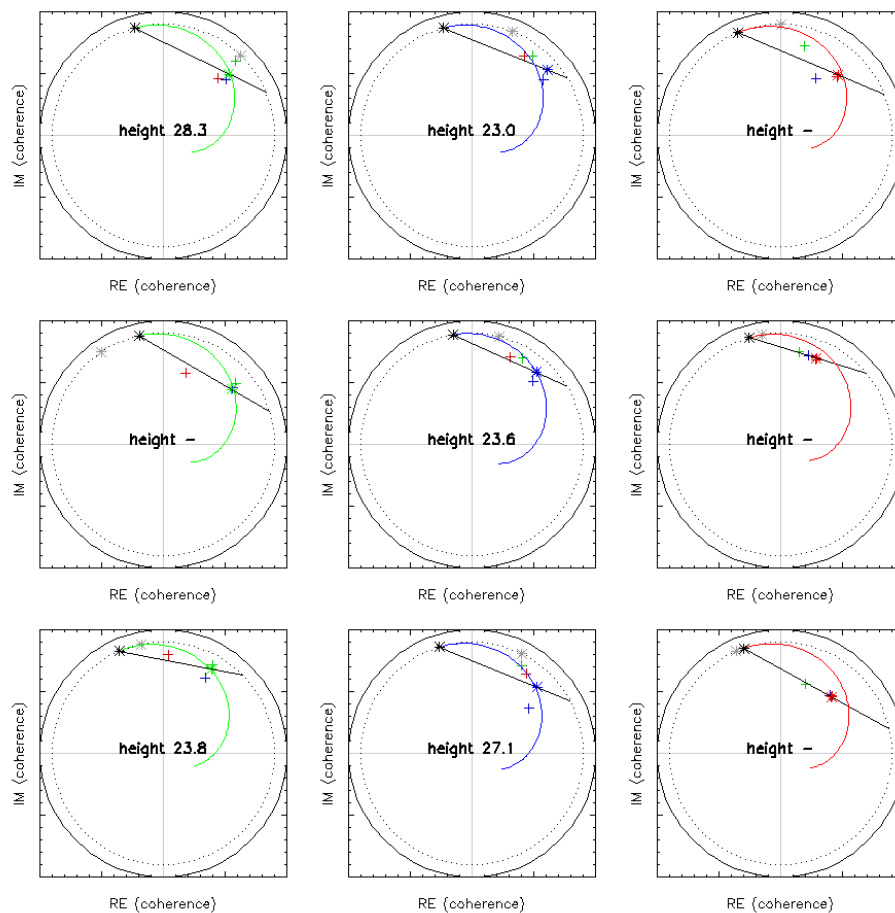 IM {coherence}
height 28.3
RE {coherence}
IM {coherence}
height 23.0
RE {coherence}
IM {coherence}
height -
RE {coherence}
IM {coherence}
height -
RE {coherence}
IM {coherence}
height 23.6
RE {coherence}
IM {coherence}
height -
RE {coherence}
IM {coherence}
height 23.8
RE {coherence}
IM {coherence}
height 27.1
RE {coherence}
IM {coherence}
height -
RE {coherence}